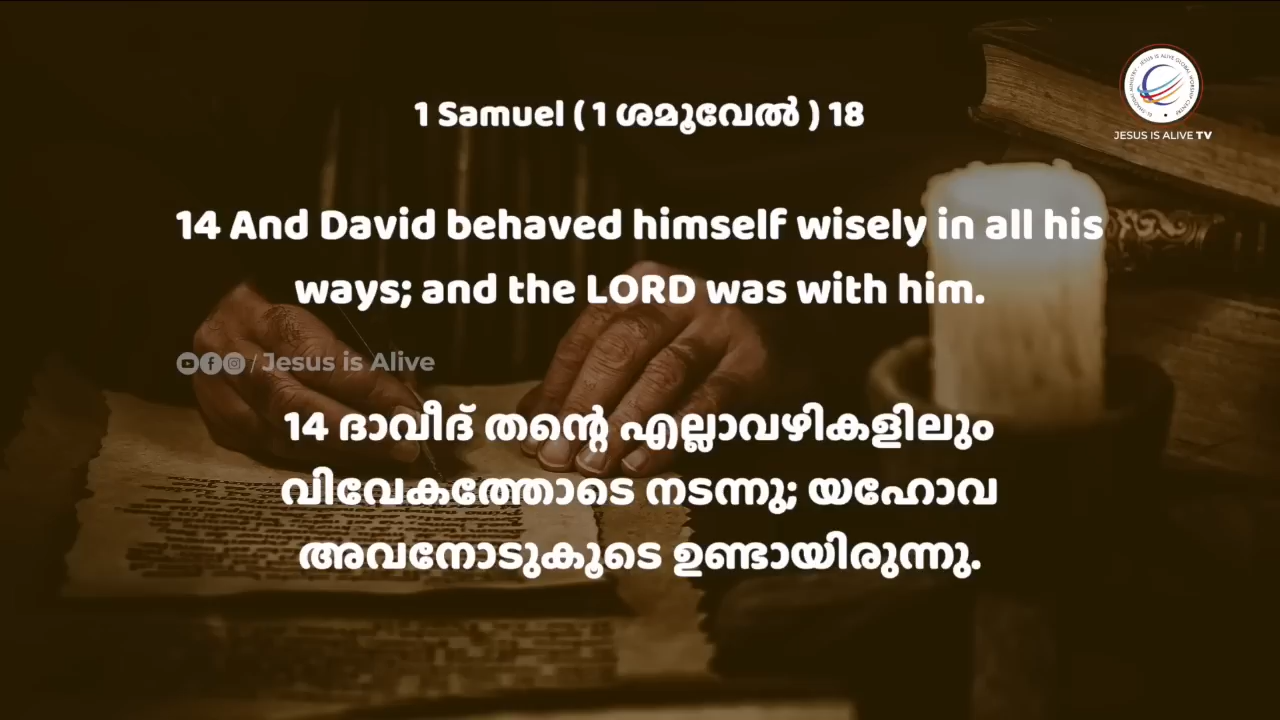 1 Samuel ( 1 ശമൂവേൽ ) 18
JESUS IS ALIVE TV
14 And David behaved himself wisely in all his
ways; and the LORD was with him.
/ Jesus is Alive
14 ദാവീദ് തന്റെ എല്ലാവഴികളിലും
വിവേകത്തോടെ നടന്നു; യഹോവ
അവനോടുകൂടെ ഉണ്ടായിരുന്നു.